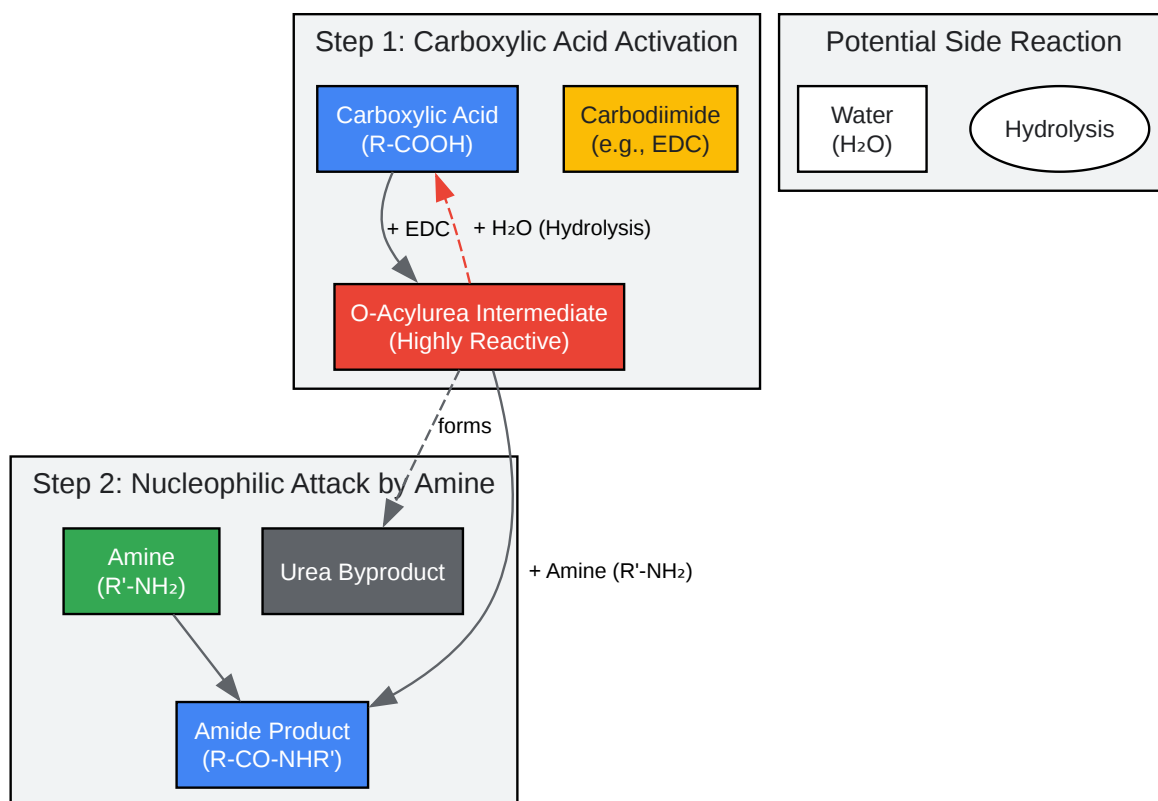 Step 1: Carboxylic Acid Activation
Carboxylic Acid
(R-COOH)
Carbodiimide
(e.g., EDC)
+ EDC
+ H₂O (Hydrolysis)
O-Acylurea Intermediate
(Highly Reactive)
Potential Side Reaction
Water
(H₂O)
Hydrolysis
forms
Step 2: Nucleophilic Attack by Amine
Amine
(R'-NH₂)
Urea Byproduct
+ Amine (R'-NH₂)
Amide Product
(R-CO-NHR')